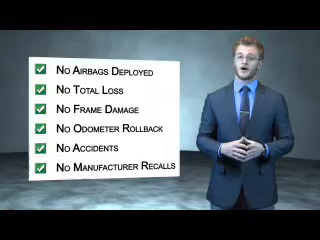 No Airbags Deployed
No Total Loss
No Frame Damage
No Odometer Rollback
No Accidents
No Manufacturer Recalls